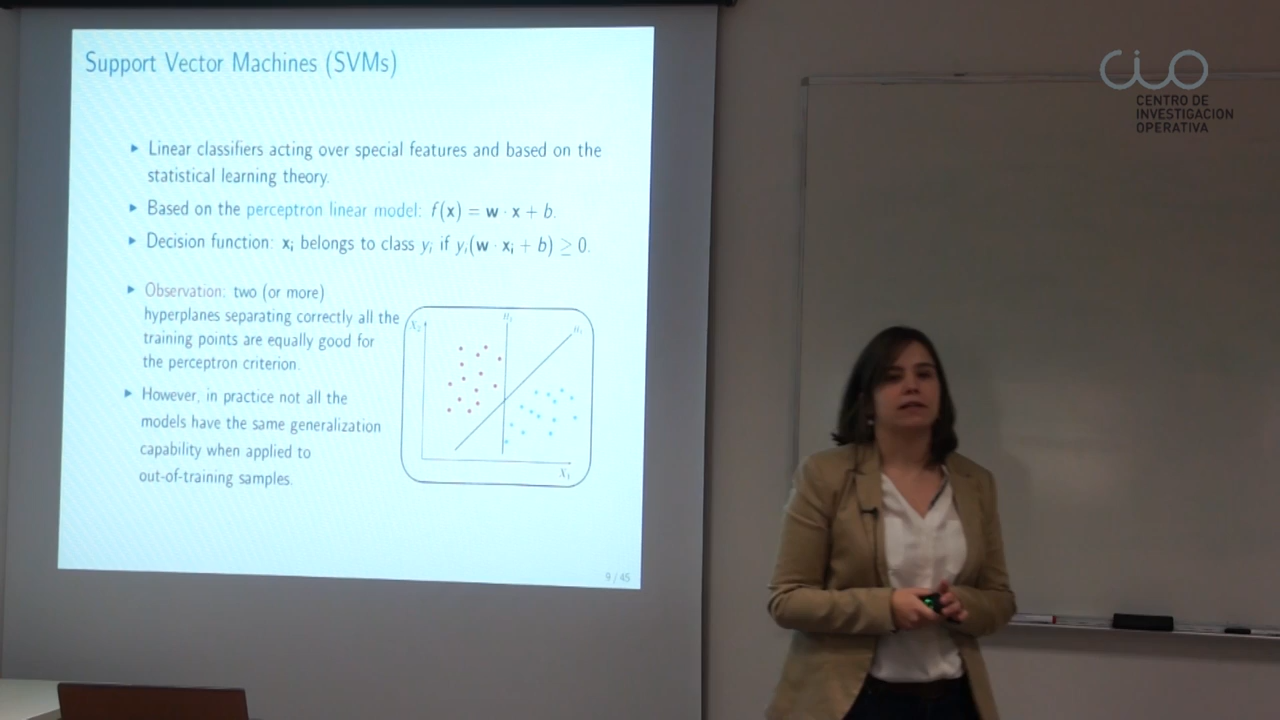 Support Vector Machines (SVMs)
▶ Linear classifiers acting over special features and based on the
statistical learning theory.
▶ Based on the perceptron linear model: f(x) = w · x + b.
▶ Decision function: xᵢ belongs to class yᵢ if yᵢ(w · xᵢ + b) ≥ 0.
▶ Observation: two (or more)
hyperplanes separating correctly all the
training points are equally good for
the perceptron criterion.
▶ However, in practice not all the
models have the same generalization
capability when applied to
out-of-training samples.
X₂
X₁
9 / 45
CIO
CENTRO DE
INVESTIGACION
OPERATIVA